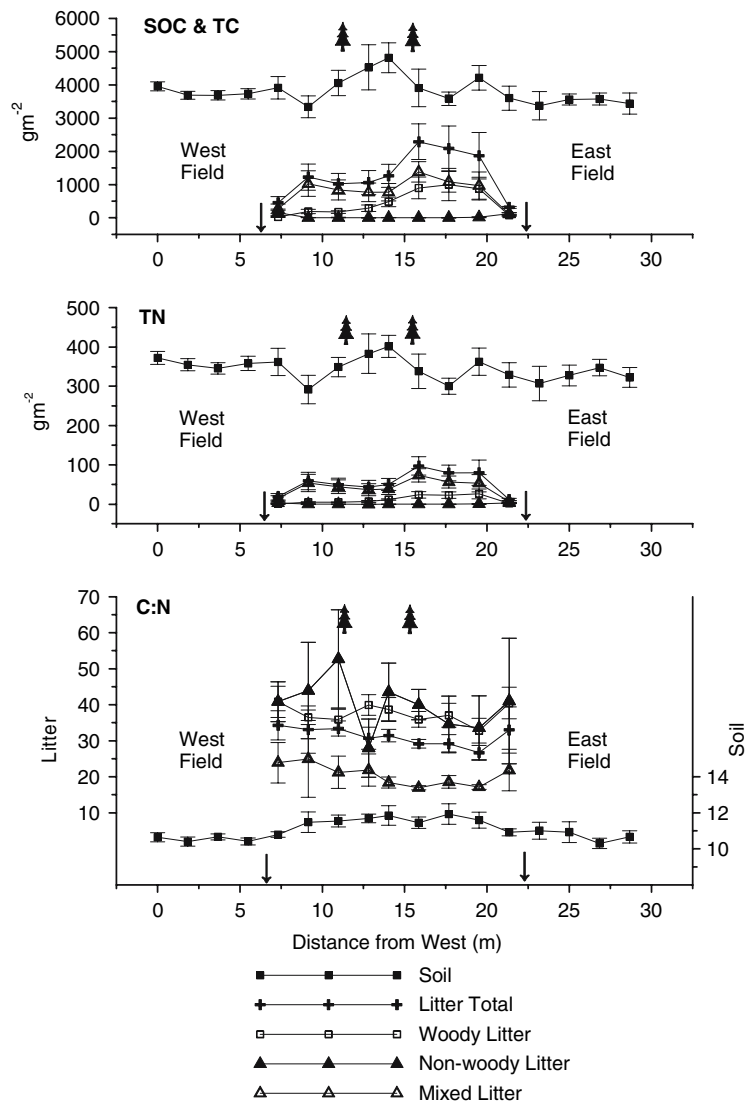 SOC & TC
6000
5000
4000
3000
2000
1000
0
gm⁻²
West
Field
East
Field
0 5 10 15 20 25 30
TN
500
400
300
200
100
0
gm⁻²
West
Field
East
Field
0 5 10 15 20 25 30
C:N
70
60
50
40
30
20
10
Litter
West
Field
East
Field
14
12
10
Soil
0 5 10 15 20 25 30
Distance from West (m)
Soil
Litter Total
Woody Litter
Non-woody Litter
Mixed Litter